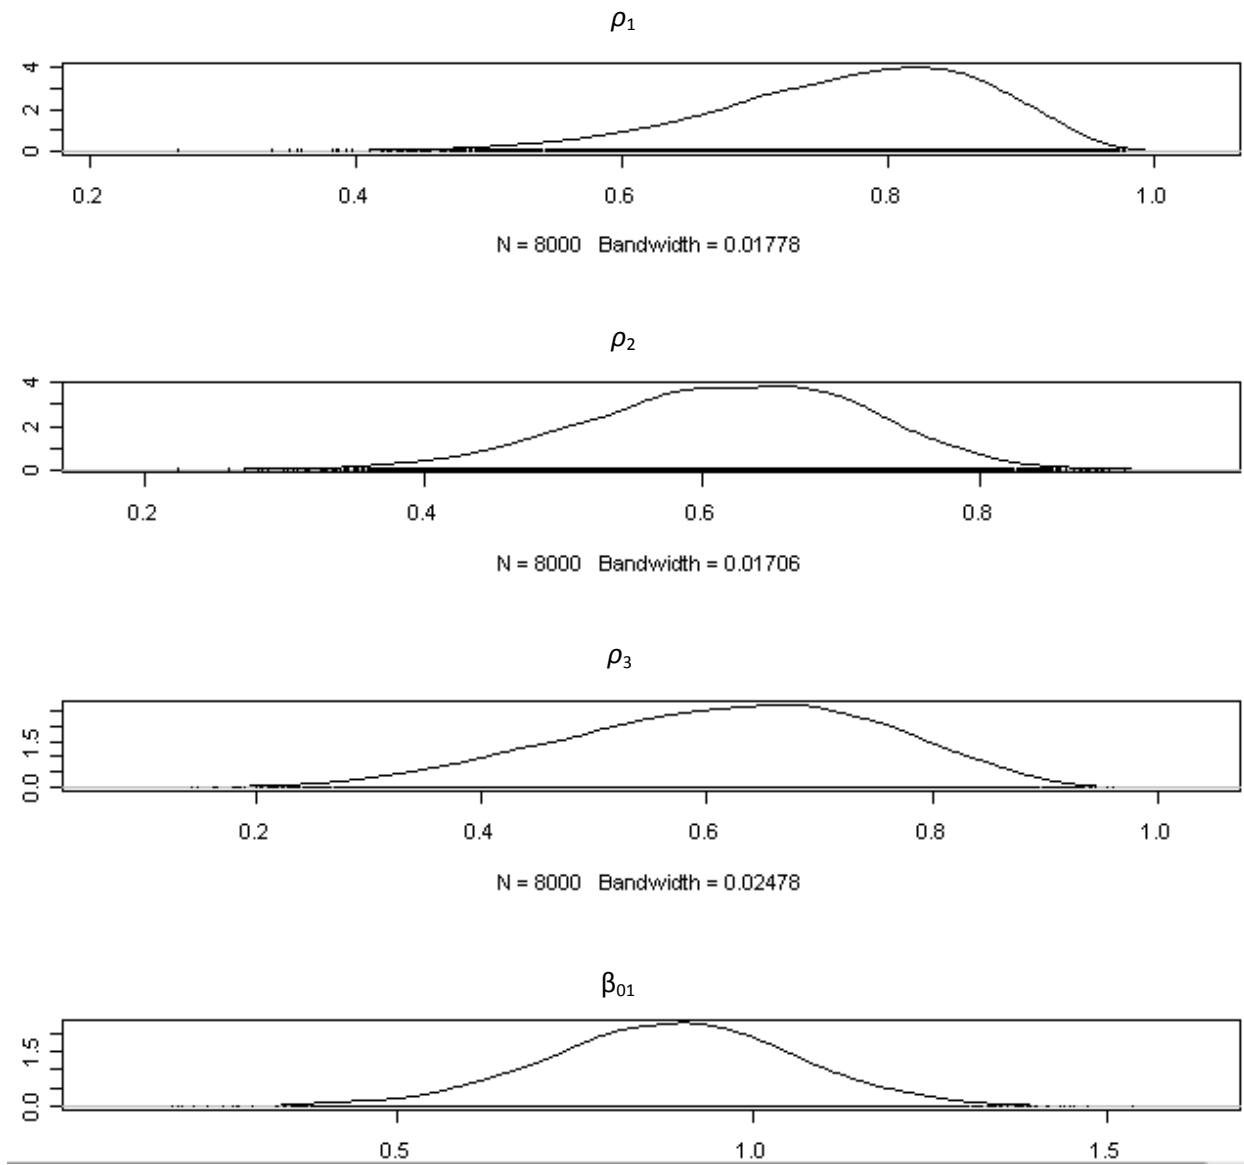 ρ1
4
2
0
0.2 0.4 0.6 0.8 1.0
N = 8000 Bandwidth = 0.01778
ρ2
4
2
0
0.2 0.4 0.6 0.8
N = 8000 Bandwidth = 0.01706
ρ3
1.5
0.0
0.2 0.4 0.6 0.8 1.0
N = 8000 Bandwidth = 0.02478
β01
1.5
0.0
0.5 1.0 1.5